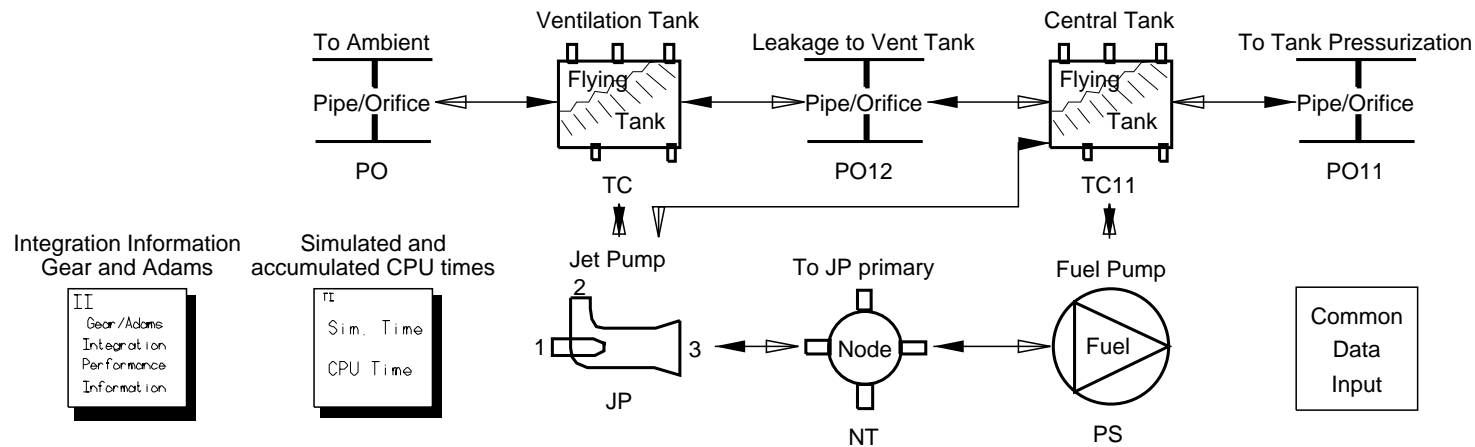 Ventilation Tank
Central Tank
To Ambient
Leakage to Vent Tank
To Tank Pressurization
Flying
Tank
Flying
Tank
Pipe/Orifice
Pipe/Orifice
Pipe/Orifice
PO
TC
PO12
TC11
PO11
Integration Information
Gear and Adams
Simulated and
accumulated CPU times
Jet Pump
To JP primary
Fuel Pump
II
Gear/Adams
Integration
Performance
Information
TI
Sim. Time
CPU Time
2
1
3
Node
Fuel
Common
Data
Input
JP
NT
PS